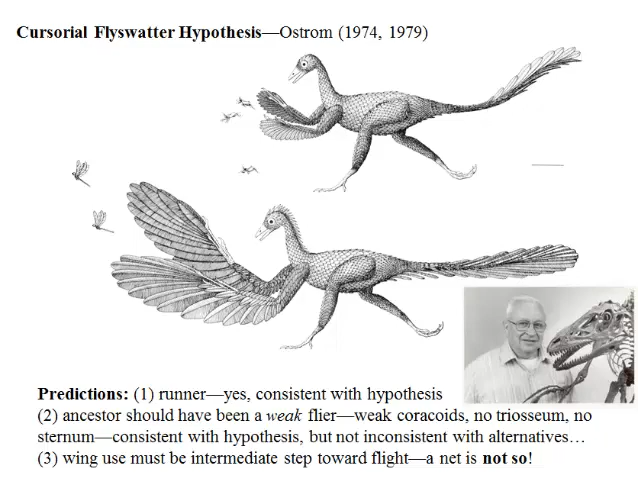 Cursorial Flyswatter Hypothesis—Ostrom (1974, 1979)
Predictions: (1) runner—yes, consistent with hypothesis
(2) ancestor should have been a weak flier—weak coracoids, no triosseum, no
sternum—consistent with hypothesis, but not inconsistent with alternatives…
(3) wing use must be intermediate step toward flight—a net is not so!